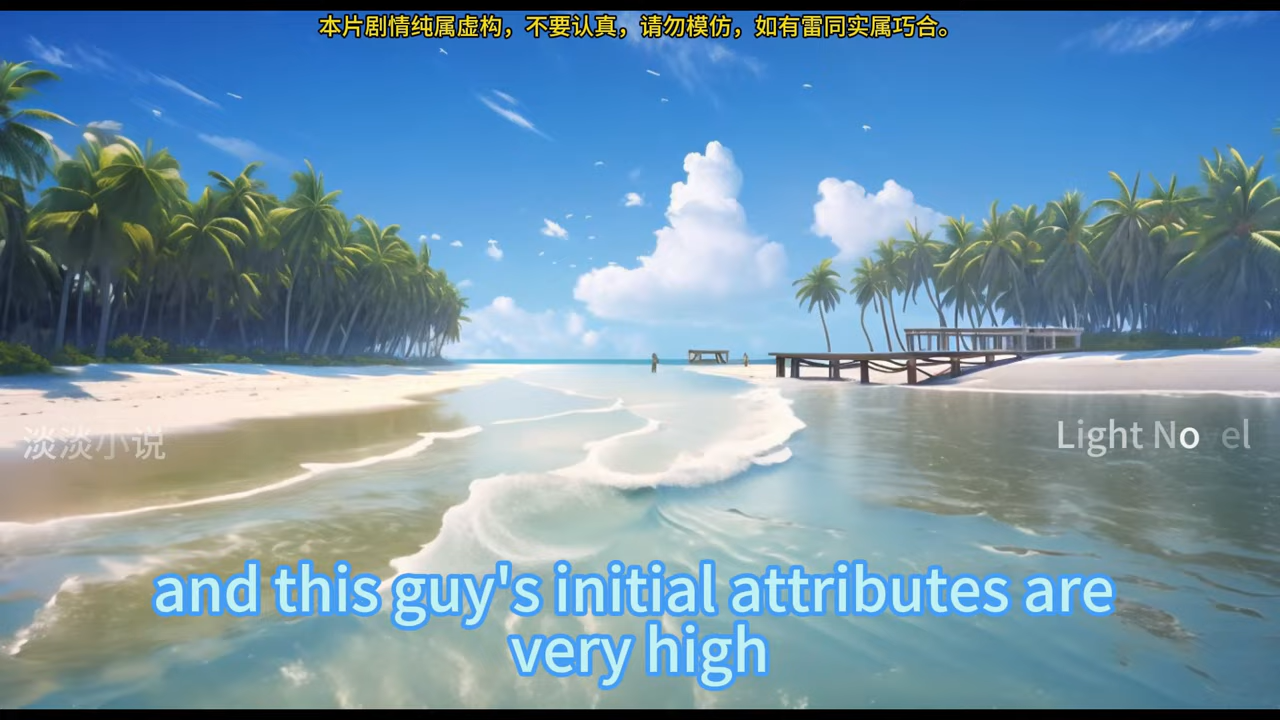 本片剧情纯属虚构，不要认真，请勿模仿，如有雷同实属巧合。
淡淡小说
Light No el
and this guy's initial attributes are
very high